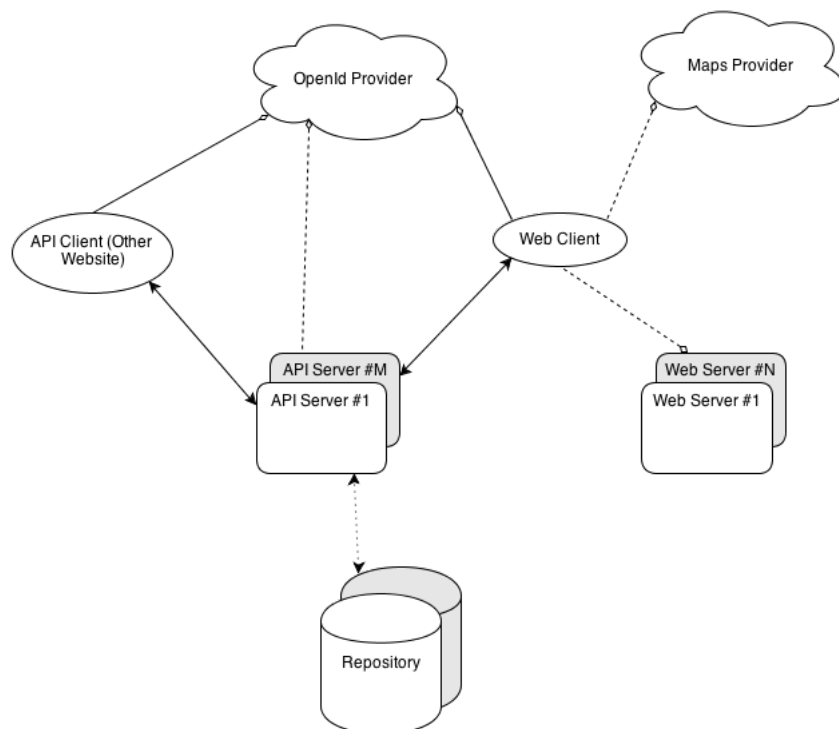 OpenId Provider
Maps Provider
API Client (Other
Website)
Web Client
API Server #M
API Server #1
Web Server #N
Web Server #1
Repository